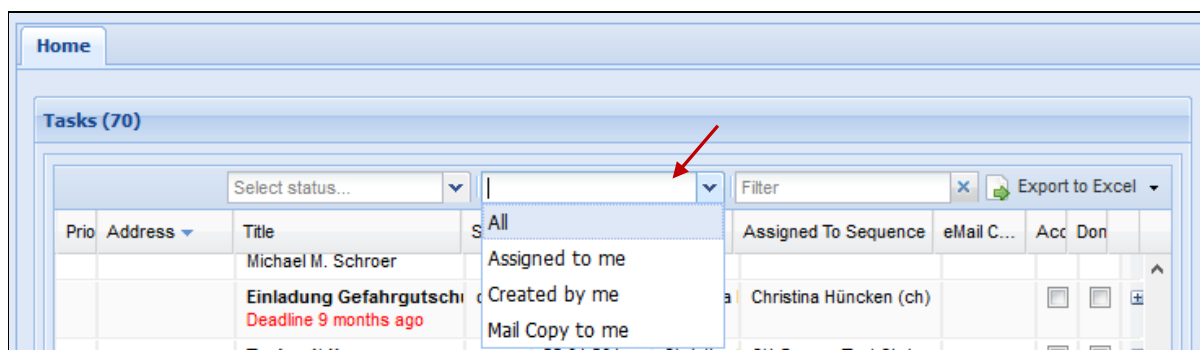 Home
Tasks (70)
Select status...
Filter
Export to Excel
Prio Address Title Assigned To Sequence eMail C... Acc Don
All
Assigned to me
Created by me
Mail Copy to me
Michael M. Schroer
Einladung Gefahrgutschu Christina Hüncken (ch)
Deadline 9 months ago